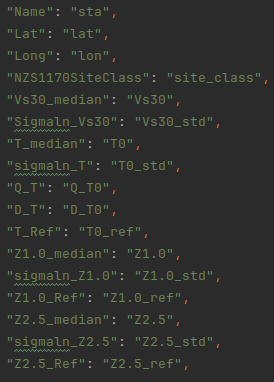 "Name": "sta",
"Lat": "lat",
"Long": "lon",
"NZS1170SiteClass": "site_class",
"Vs30_median": "Vs30",
"Sigmaln_Vs30": "Vs30_std",
"T_median": "T0",
"sigmaln_T": "T0_std",
"Q_T": "Q_T0",
"D_T": "D_T0",
"T_Ref": "T0_ref",
"Z1.0_median": "Z1.0",
"sigmaln_Z1.0": "Z1.0_std",
"Z1.0_Ref": "Z1.0_ref",
"Z2.5_median": "Z2.5",
"sigmaln_Z2.5": "Z2.5_std",
"Z2.5_Ref": "Z2.5_ref",